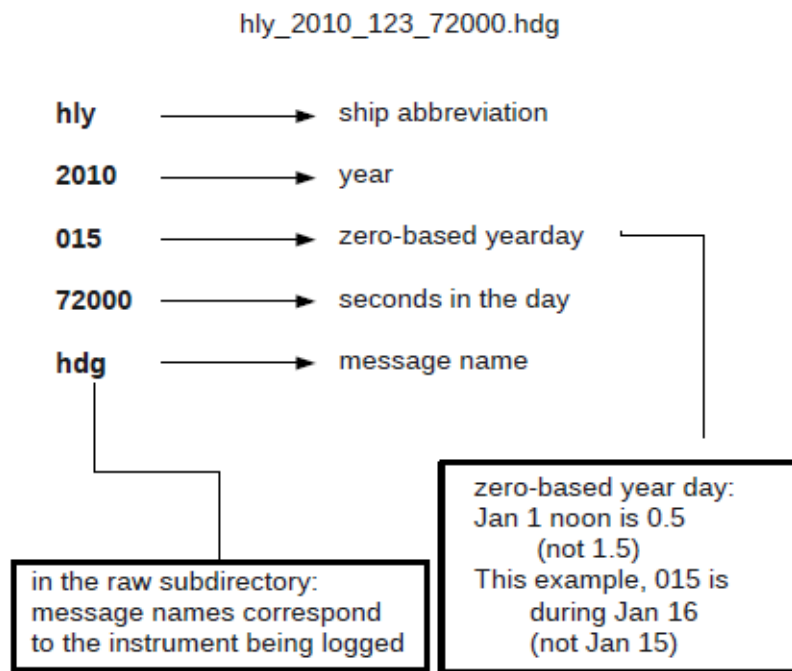 hly_2010_123_72000.hdg
hly ship abbreviation
2010 year
015 zero-based yearday
72000 seconds in the day
hdg message name
zero-based year day:
Jan 1 noon is 0.5
(not 1.5)
This example, 015 is
during Jan 16
(not Jan 15)
in the raw subdirectory:
message names correspond
to the instrument being logged